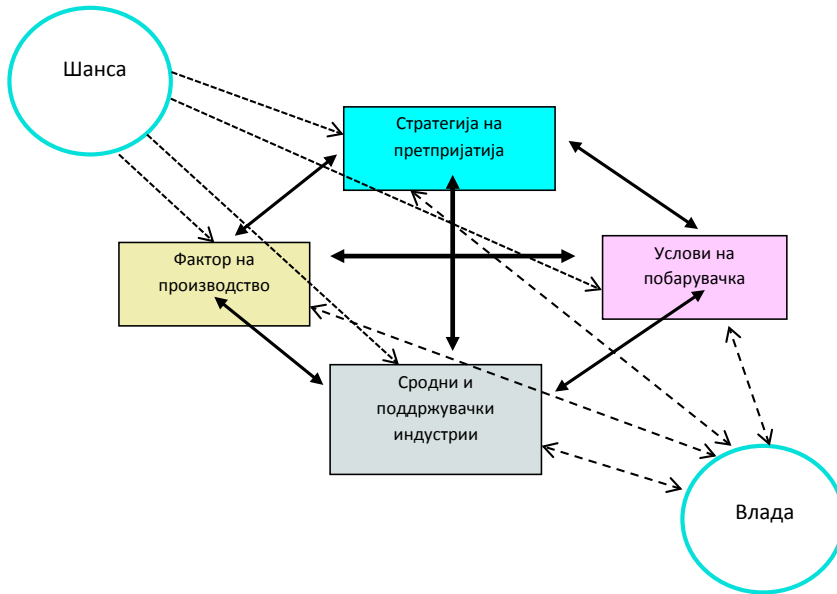 Шанса
Стратегија на
претпријатија
Фактор на
производство
Услови на
побарувачка
Сродни и
поддржувачки
индустрии
Влада